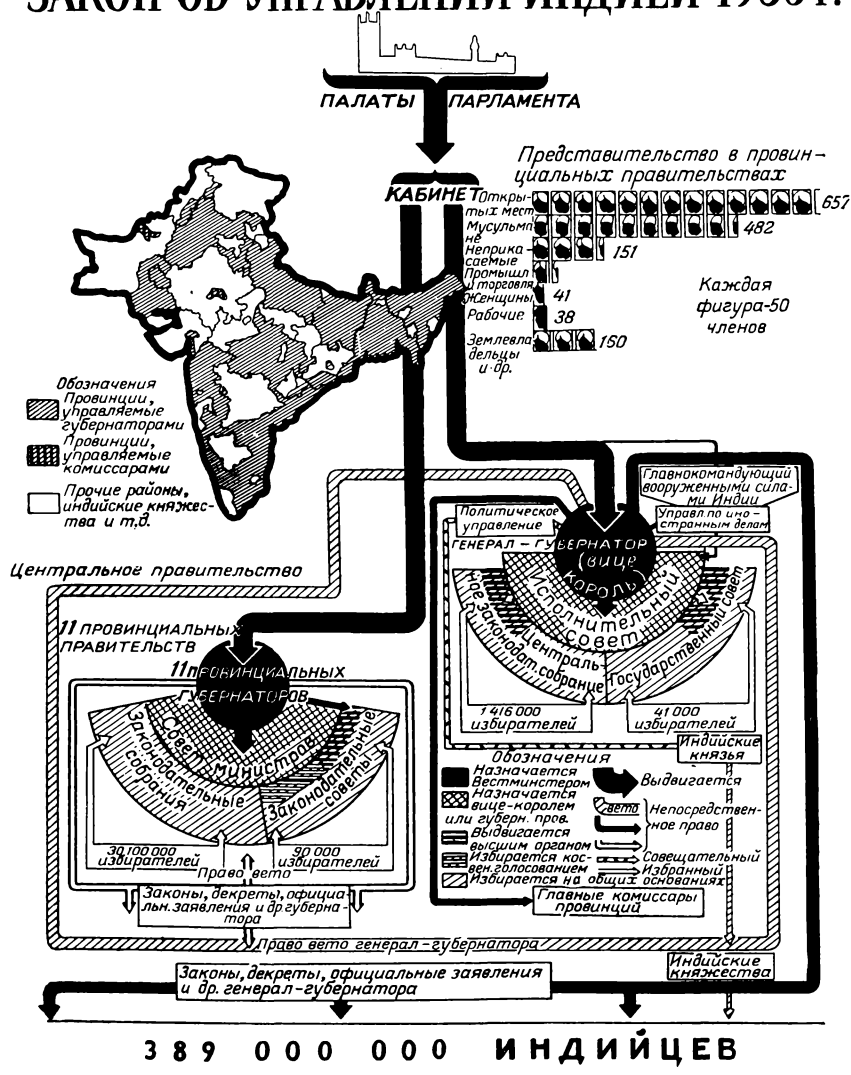 ЗАКОН ОБ УПРАВЛЕНИИ ИНДИЕЙ
ПАЛАТЫ ПАРЛАМЕНТА
КАБИНЕТ
Представительство в провин-
циальных правительствах
Откры-
тых мест
657
Мусульма
не
482
Неприка-
саемые
151
Промышл
и торговля
Женщины
41
Рабочие
38
Землевла
дельцы
и др.
160
Каждая
фигура-50
членов
Обозначения
Провинции,
управляемые
губернаторами
Провинции,
управляемые
комиссарами
Прочие районы,
индийские княжес-
тва и т.д.
Главнокомандующий
вооруженными сила-
ми Индии
Политическое
управление
Управл. по ино-
странным делам
ГЕНЕРАЛ-ГУБЕРНАТОР
(вице
король)
Исполнительный
совет
Центральное правительство
Централь-
ное законодат. собрание
Государственный совет
1 416 000
избирателей
41 000
избирателей
11 ПРОВИНЦИАЛЬНЫХ
ПРАВИТЕЛЬСТВ
11 ПРОВИНЦИАЛЬНЫХ
ГУБЕРНАТОРОВ
Совет министров
Законодательные
собрания
Законодательные
советы
30 100 000
избирателей
90 000
избирателей
Право вето
Законы, декреты, официа-
льн. заявления и др губерна-
тора
Индийские
князья
Обозначения
Назначается
Вестминстером
Назначается
вице-королем
или губерн. пров.
Выдвигается
высшим органом
Избирается кос-
вен. голосованием
Избирается на общих основаниях
Выдвигается
вето
Непосредствен-
ное право
Совещательный
Избранный
Главные комиссары
провинций
Право вето генерал-губернатора
Индийские
княжества
Законы, декреты, официальные заявления
и др. генерал-губернатора
389 000 000 ИНДИЙЦЕВ